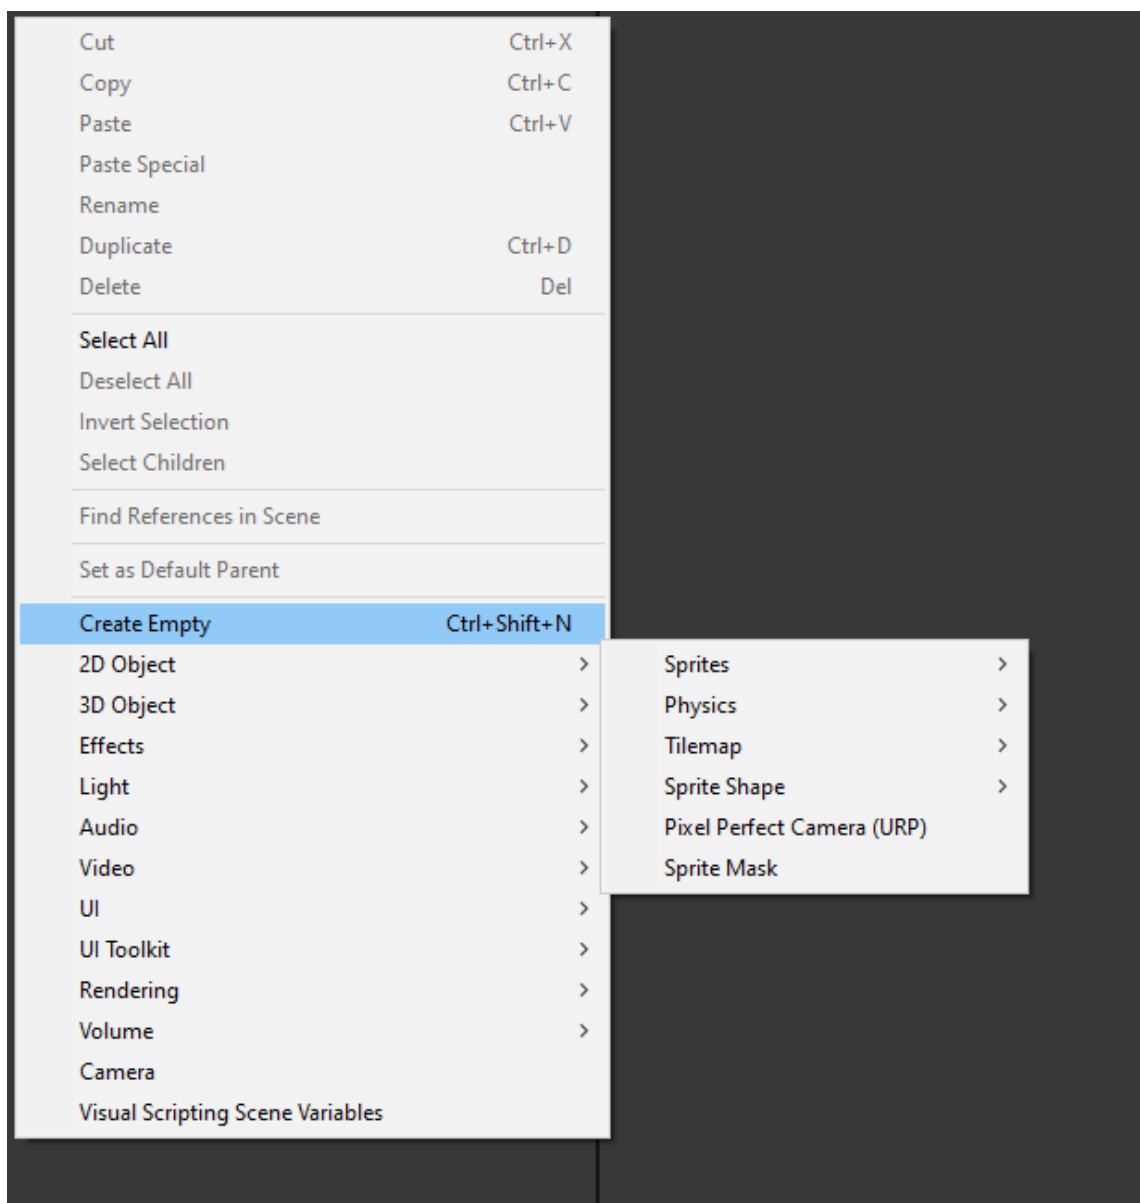 Cut Ctrl+X
Copy Ctrl+C
Paste Ctrl+V
Paste Special
Rename
Duplicate Ctrl+D
Delete Del
Select All
Deselect All
Invert Selection
Select Children
Find References in Scene
Set as Default Parent
Create Empty Ctrl+Shift+N
2D Object
3D Object
Effects
Light
Audio
Video
UI
UI Toolkit
Rendering
Volume
Camera
Visual Scripting Scene Variables
Sprites
Physics
Tilemap
Sprite Shape
Pixel Perfect Camera (URP)
Sprite Mask